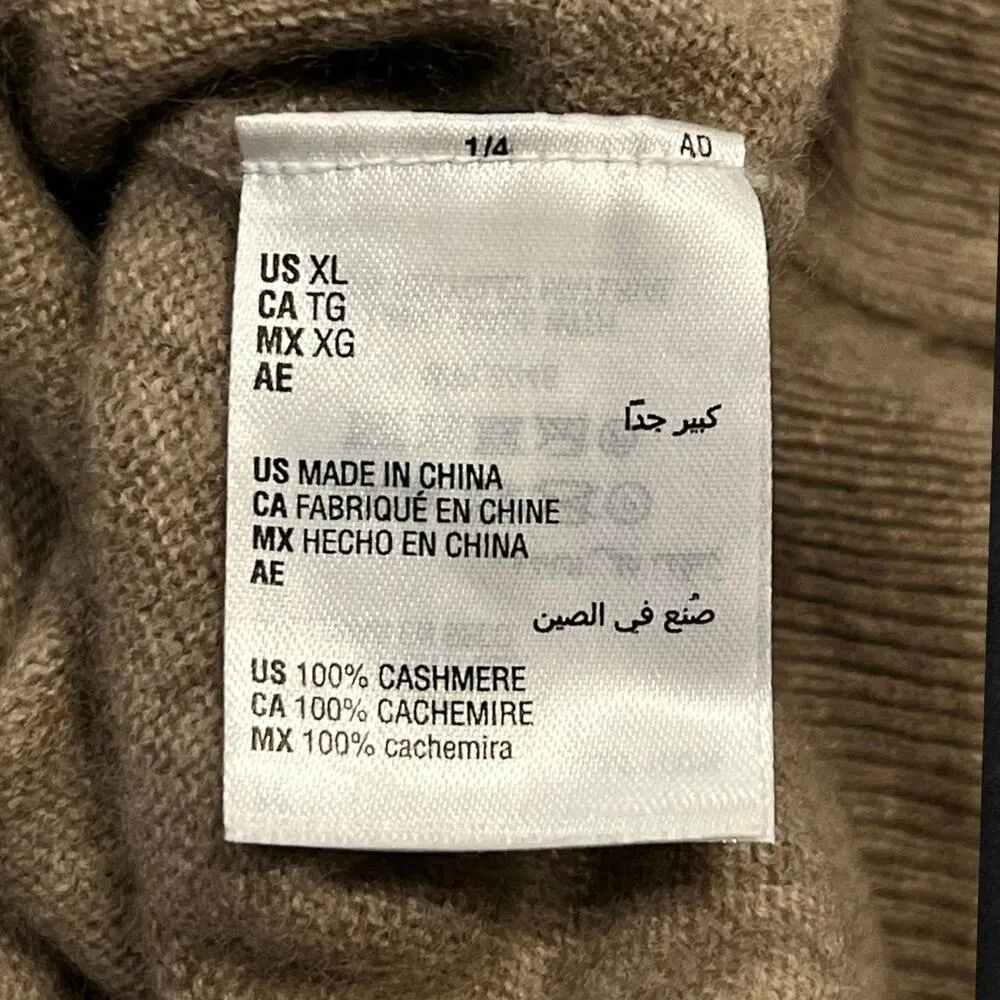 1/4 AD
US XL
CA TG
MX XG
AE
كبير جدًا
US MADE IN CHINA
CA FABRIQUÉ EN CHINE
MX HECHO EN CHINA
AE
صُنع في الصين
US 100% CASHMERE
CA 100% CACHEMIRE
MX 100% cachemira